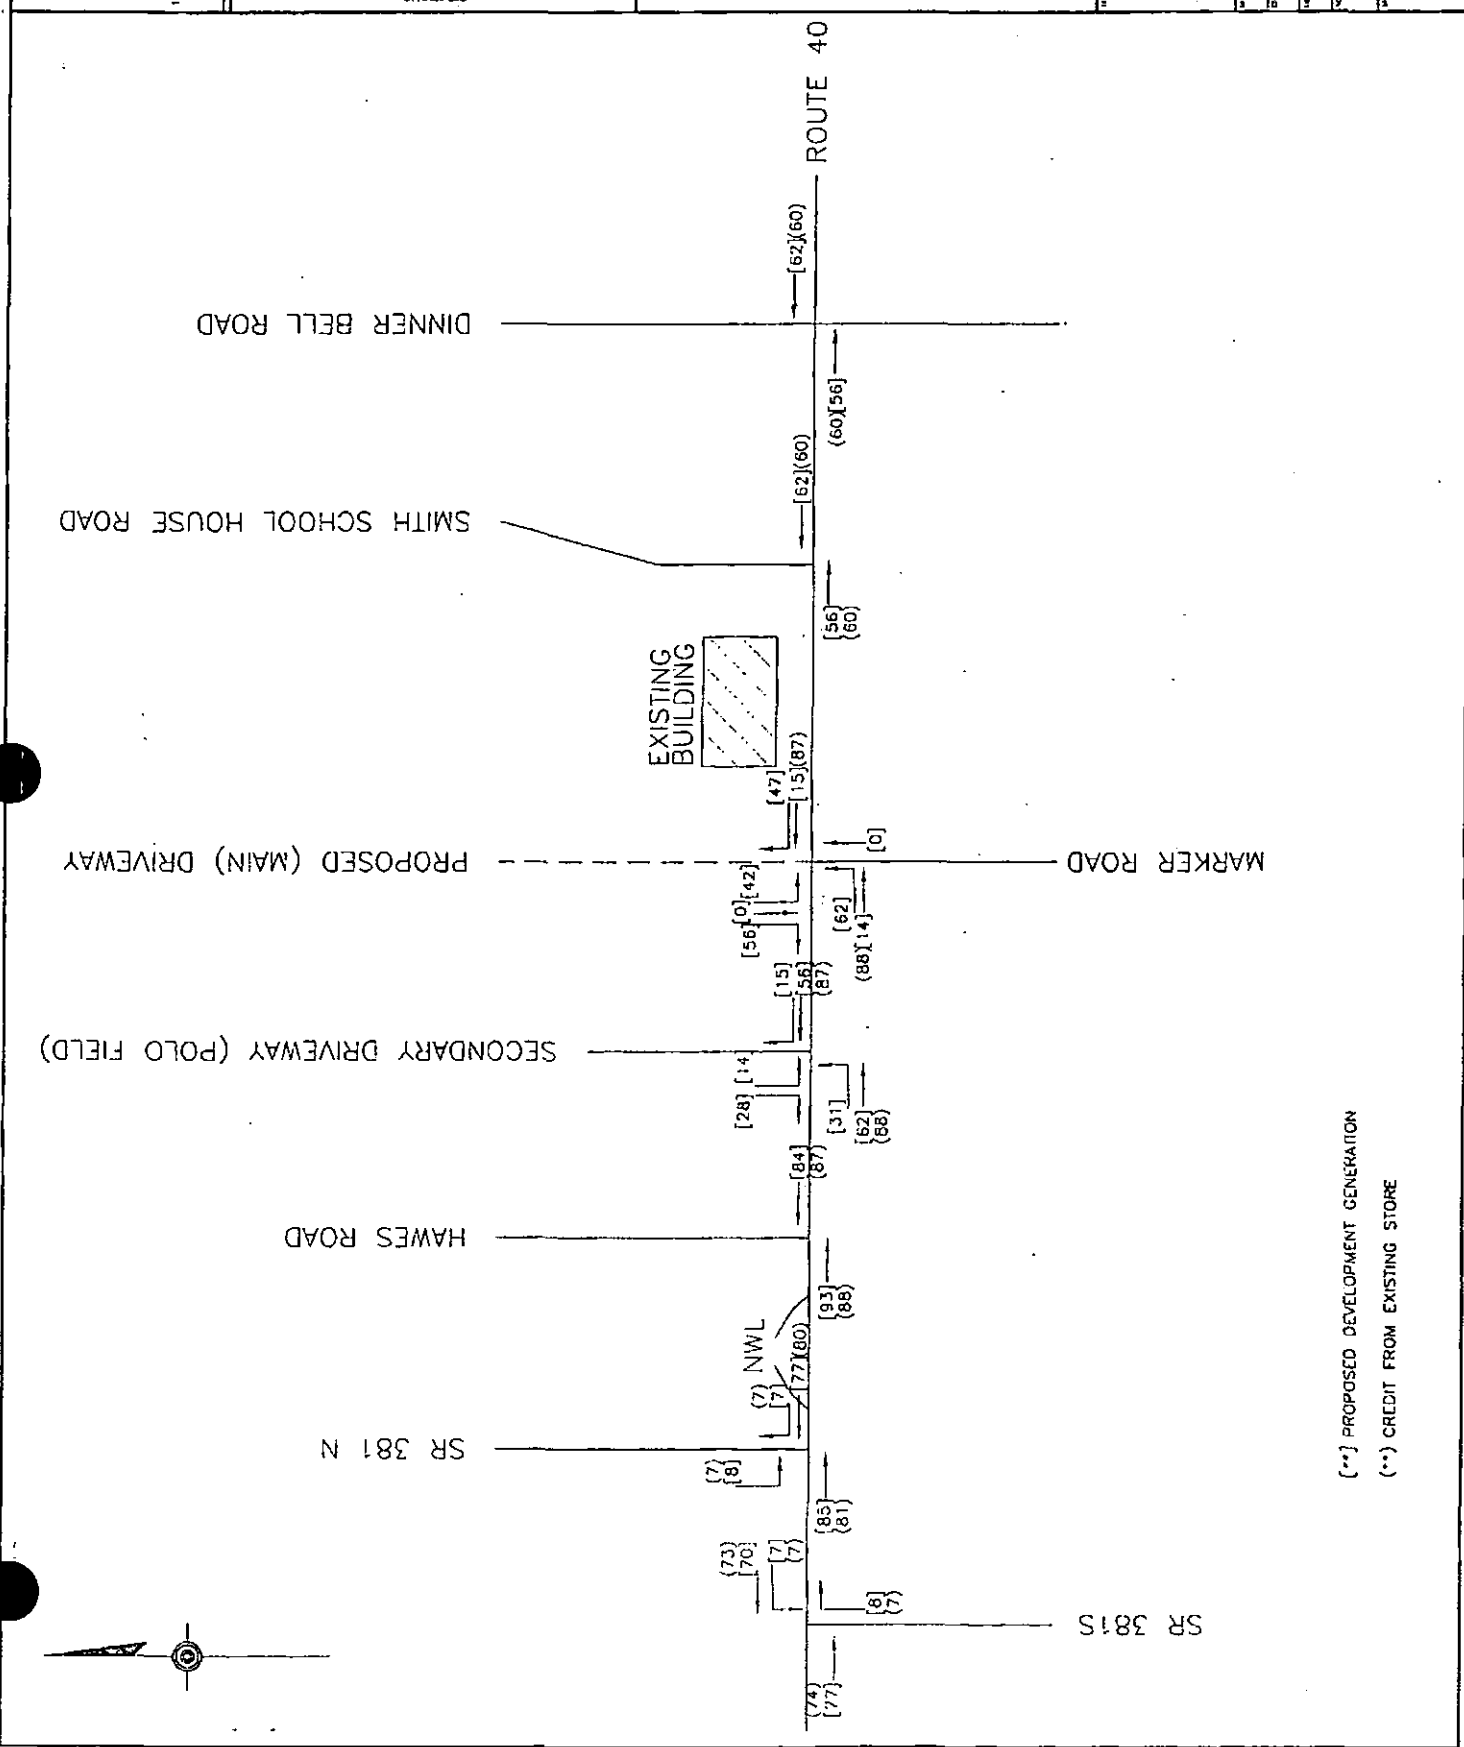 ROUTE 40
[62](60)
DINNER BELL ROAD
(60)[56]
[62](60)
SMITH SCHOOL HOUSE ROAD
[56]
(60)
EXISTING
BUILDING
[47]
[15](87)
PROPOSED (MAIN) DRIVEWAY
[0]
MARKER ROAD
[42]
[0]
[56]
[62]
(88)[14]
[15]
[56]
(87)
SECONDARY DRIVEWAY (POLO FIELD)
[14]
[28]
[31]
[62]
(88)
[84]
(87)
HAWES ROAD
[93]
(88)
NWL
[77](80)
(7)
[7]
SR 381 N
(7)
[8]
[85]
(81)
(73)
[70]
[7]
(7)
[8]
(7)
SR 381S
(74)
[77]
[**] PROPOSED DEVELOPMENT GENERATION
(**) CREDIT FROM EXISTING STORE